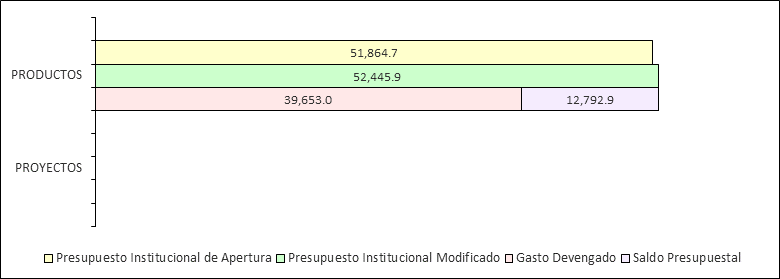 51,864.7
PRODUCTOS
52,445.9
39,653.0 12,792.9
PROYECTOS
Presupuesto Institucional de Apertura Presupuesto Institucional Modificado Gasto Devengado Saldo Presupuestal